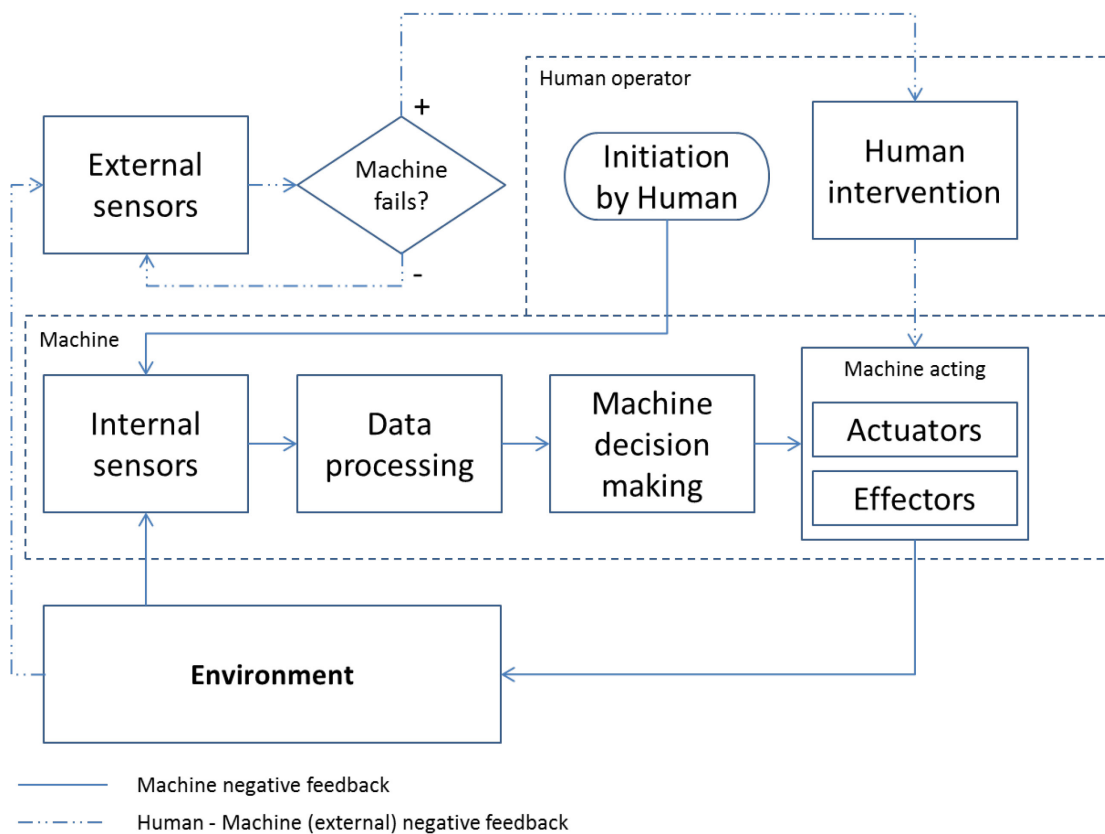 +
Human operator
External
sensors
Machine
fails?
Initiation
by Human
Human
intervention
-
Machine
Internal
sensors
Data
processing
Machine
decision
making
Machine acting
Actuators
Effectors
Environment
Machine negative feedback
Human - Machine (external) negative feedback